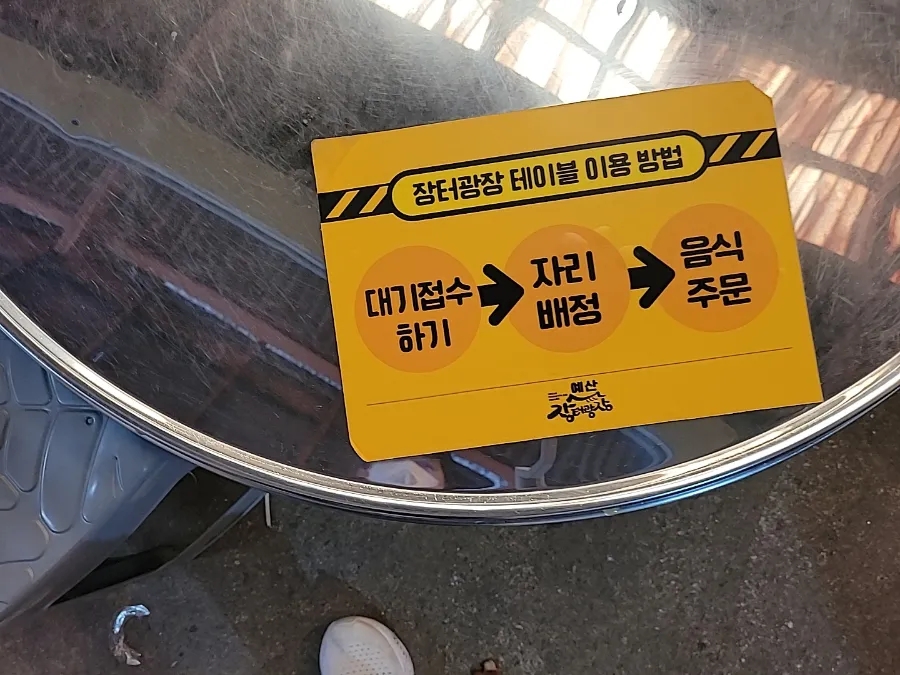 장터광장 테이블 이용 방법
대기접수
하기
자리
배정
음식
주문
예산
장터광장